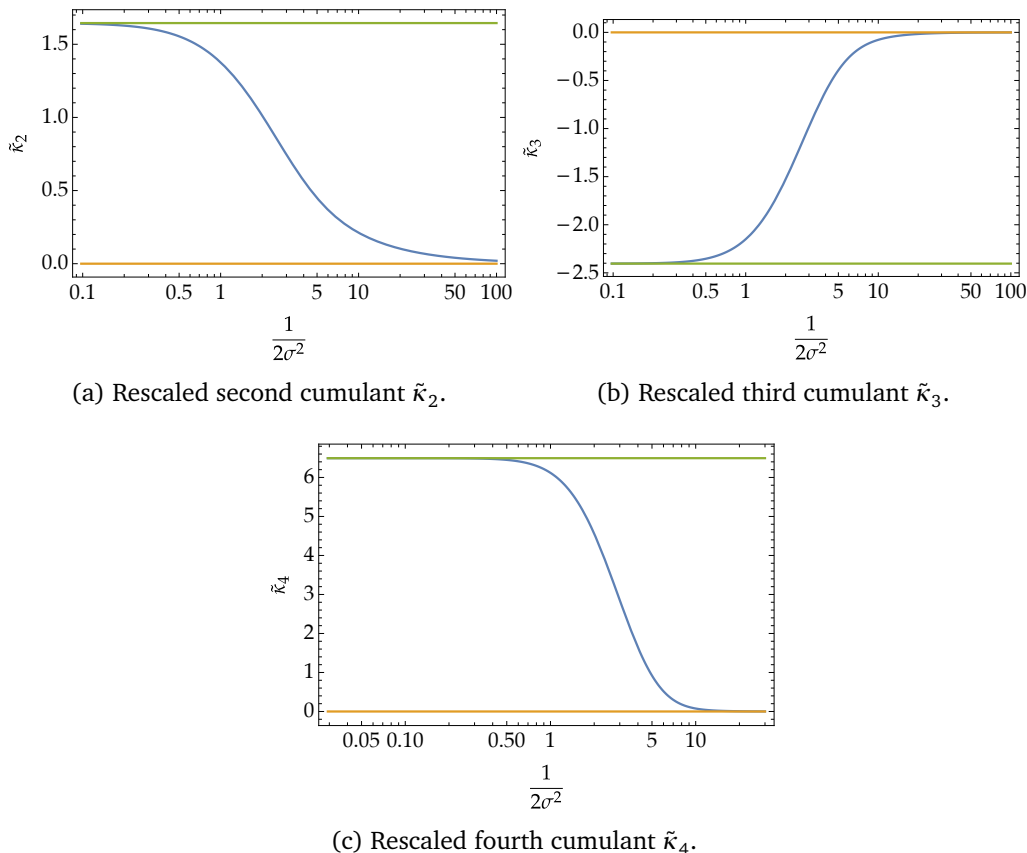 1.5
1.0
0.5
0.0
κ̃₂
0.1 0.5 1 5 10 50 100
1
2σ²
(a) Rescaled second cumulant κ̃₂.
0.0
−0.5
−1.0
−1.5
−2.0
−2.5
κ̃₃
0.1 0.5 1 5 10 50 100
1
2σ²
(b) Rescaled third cumulant κ̃₃.
6
5
4
3
2
1
0
κ̃₄
0.05 0.10 0.50 1 5 10
1
2σ²
(c) Rescaled fourth cumulant κ̃₄.